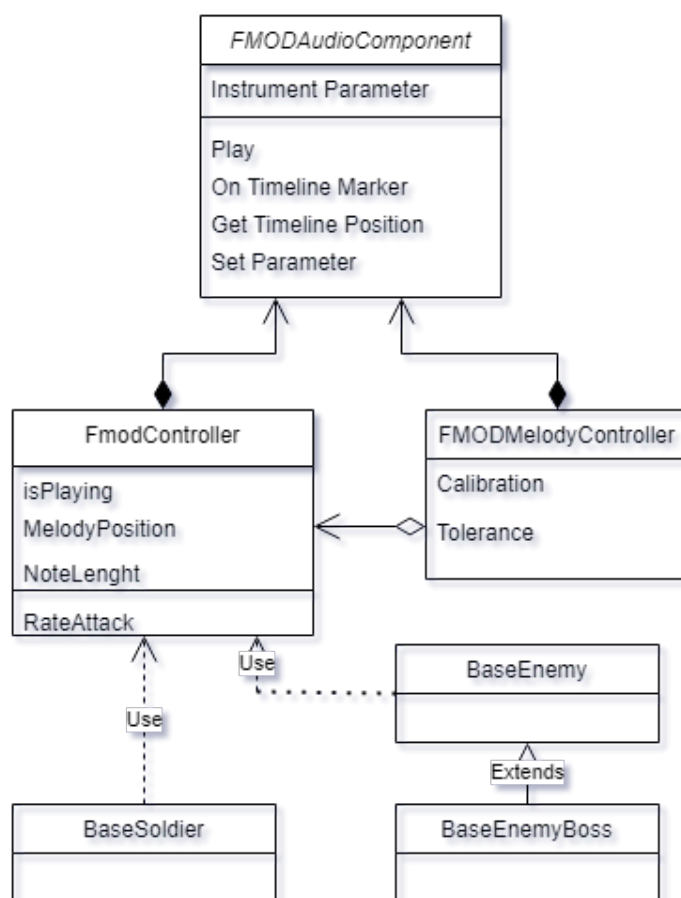 FMODAudioComponent
Instrument Parameter
Play
On Timeline Marker
Get Timeline Position
Set Parameter
FmodController
isPlaying
MelodyPosition
NoteLenght
RateAttack
FMODMelodyController
Calibration
Tolerance
Use
Use
BaseEnemy
Extends
BaseSoldier
BaseEnemyBoss